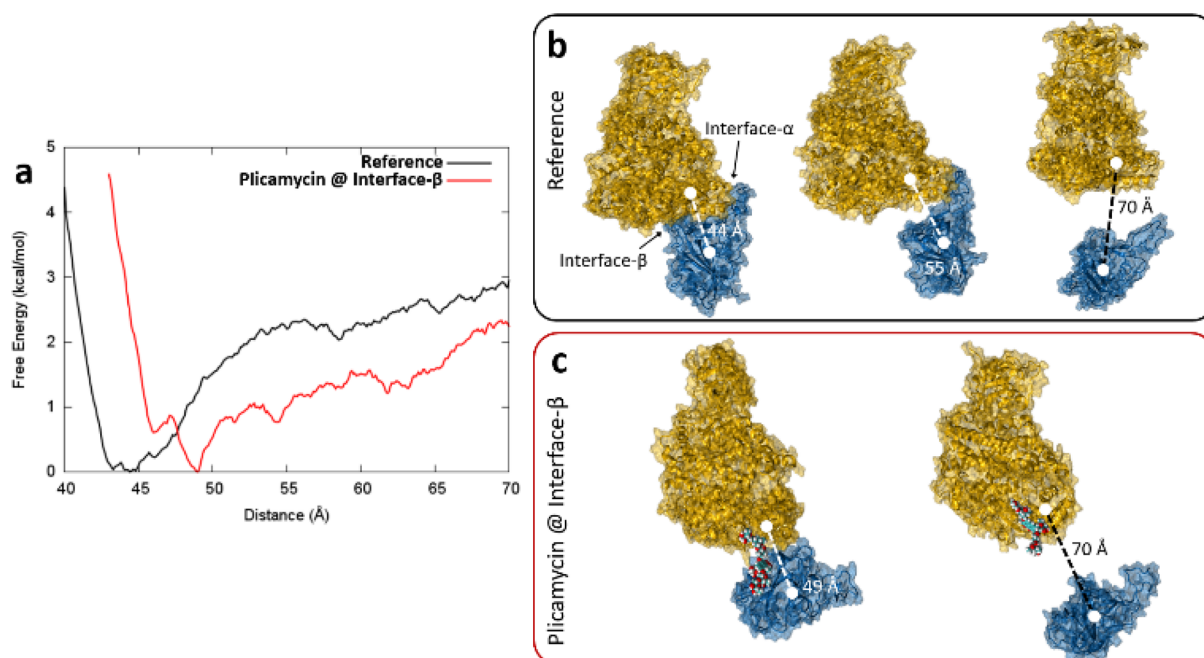 a
Free Energy (kcal/mol)
5
4
3
2
1
0
Référence
Plicamycin @ Interface-β
40 45 50 55 60 65 70
Distance (Å)
b
Reference
Interface-α
Interface-β
44 Å
55 Å
70 Å
c
Plicamycin @ Interface-β
49 Å
70 Å